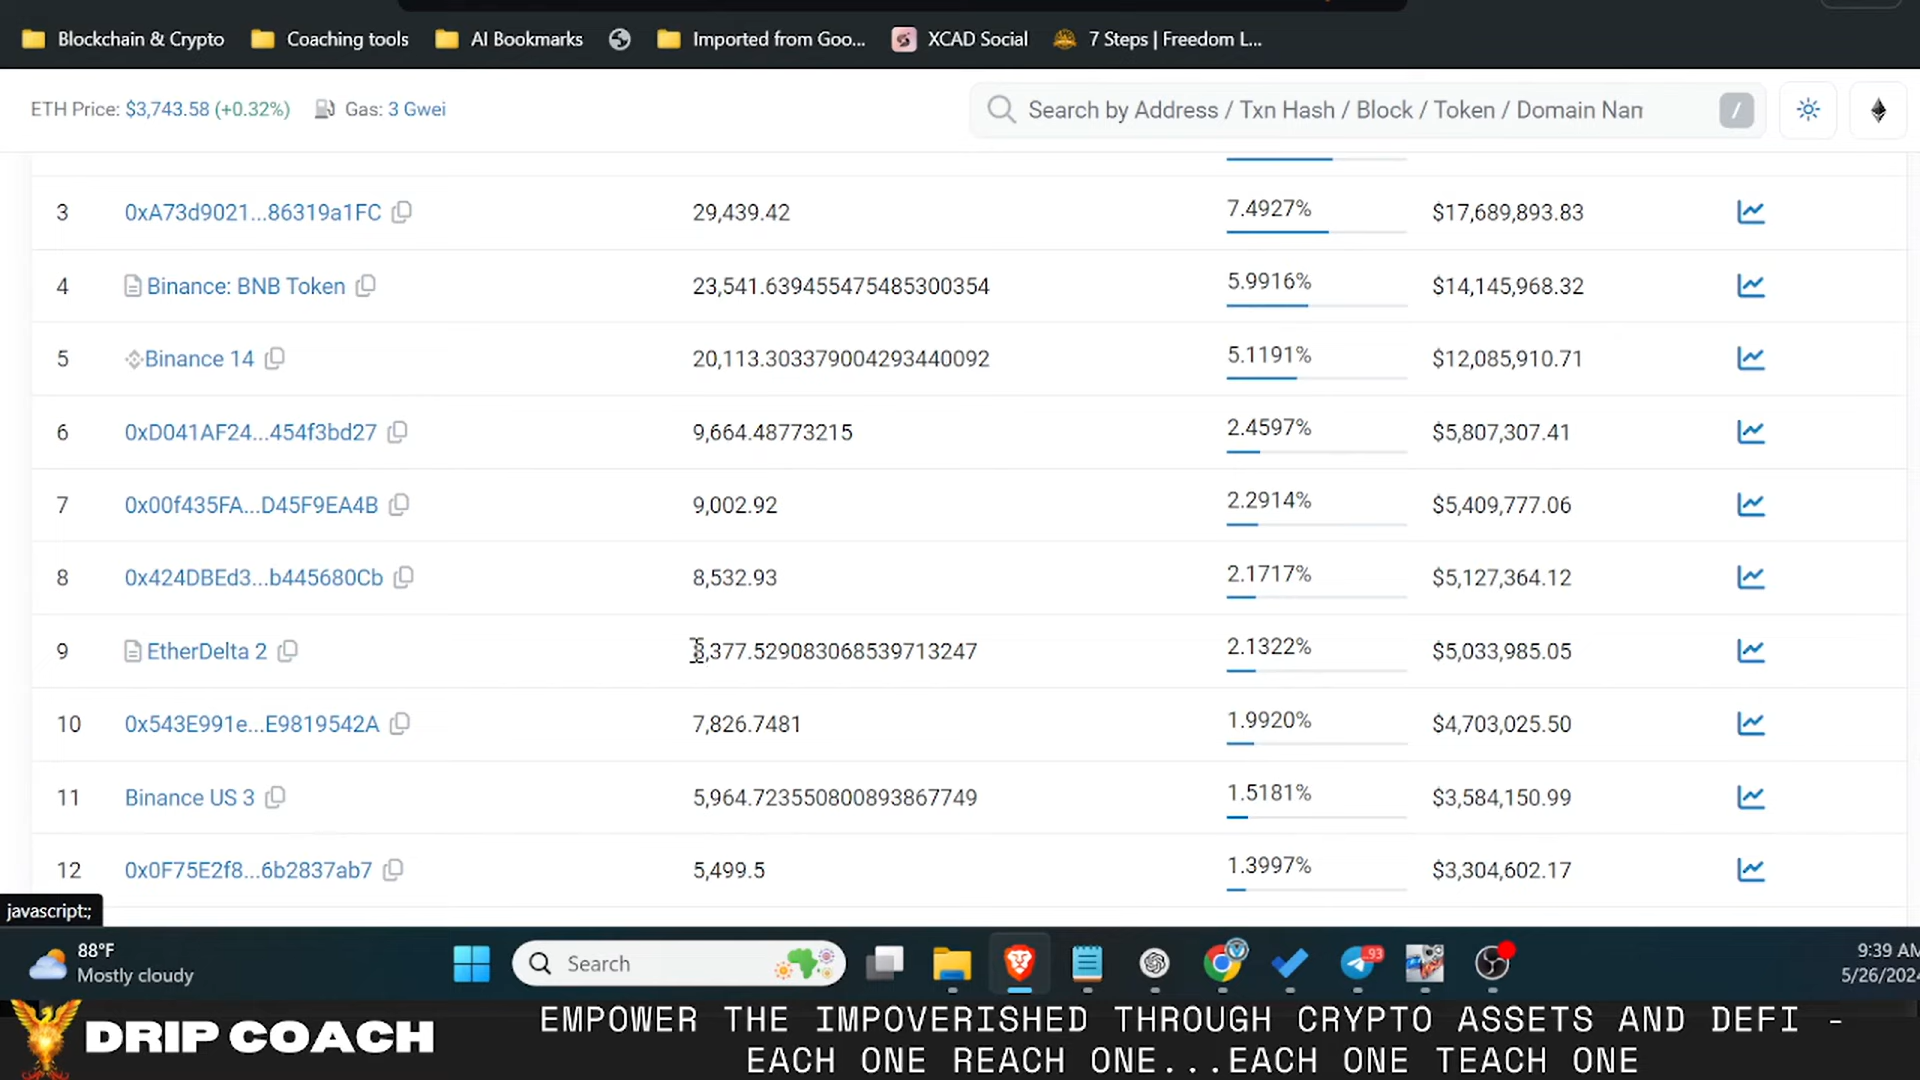 Blockchain & Crypto Coaching tools AI Bookmarks Imported from Goo... XCAD Social 7 Steps | Freedom L...
ETH Price: $3,743.58 (+0.32%) Gas: 3 Gwei Search by Address / Txn Hash / Block / Token / Domain Nam /
3 0xA73d9021...86319a1FC 29,439.42 7.4927% $17,689,893.83
4 Binance: BNB Token 23,541.639455475485300354 5.9916% $14,145,968.32
5 Binance 14 20,113.303379004293440092 5.1191% $12,085,910.71
6 0xD041AF24...454f3bd27 9,664.48773215 2.4597% $5,807,307.41
7 0x00f435FA...D45F9EA4B 9,002.92 2.2914% $5,409,777.06
8 0x424DBEd3...b445680Cb 8,532.93 2.1717% $5,127,364.12
9 EtherDelta 2 8,377.529083068539713247 2.1322% $5,033,985.05
10 0x543E991e...E9819542A 7,826.7481 1.9920% $4,703,025.50
11 Binance US 3 5,964.723550800893867749 1.5181% $3,584,150.99
12 0x0F75E2f8...6b2837ab7 5,499.5 1.3997% $3,304,602.17
javascript:;
88°F
Mostly cloudy
Search
93
9:39 AM
5/26/2024
DRIP COACH
EMPOWER THE IMPOVERISHED THROUGH CRYPTO ASSETS AND DEFI -
EACH ONE REACH ONE...EACH ONE TEACH ONE